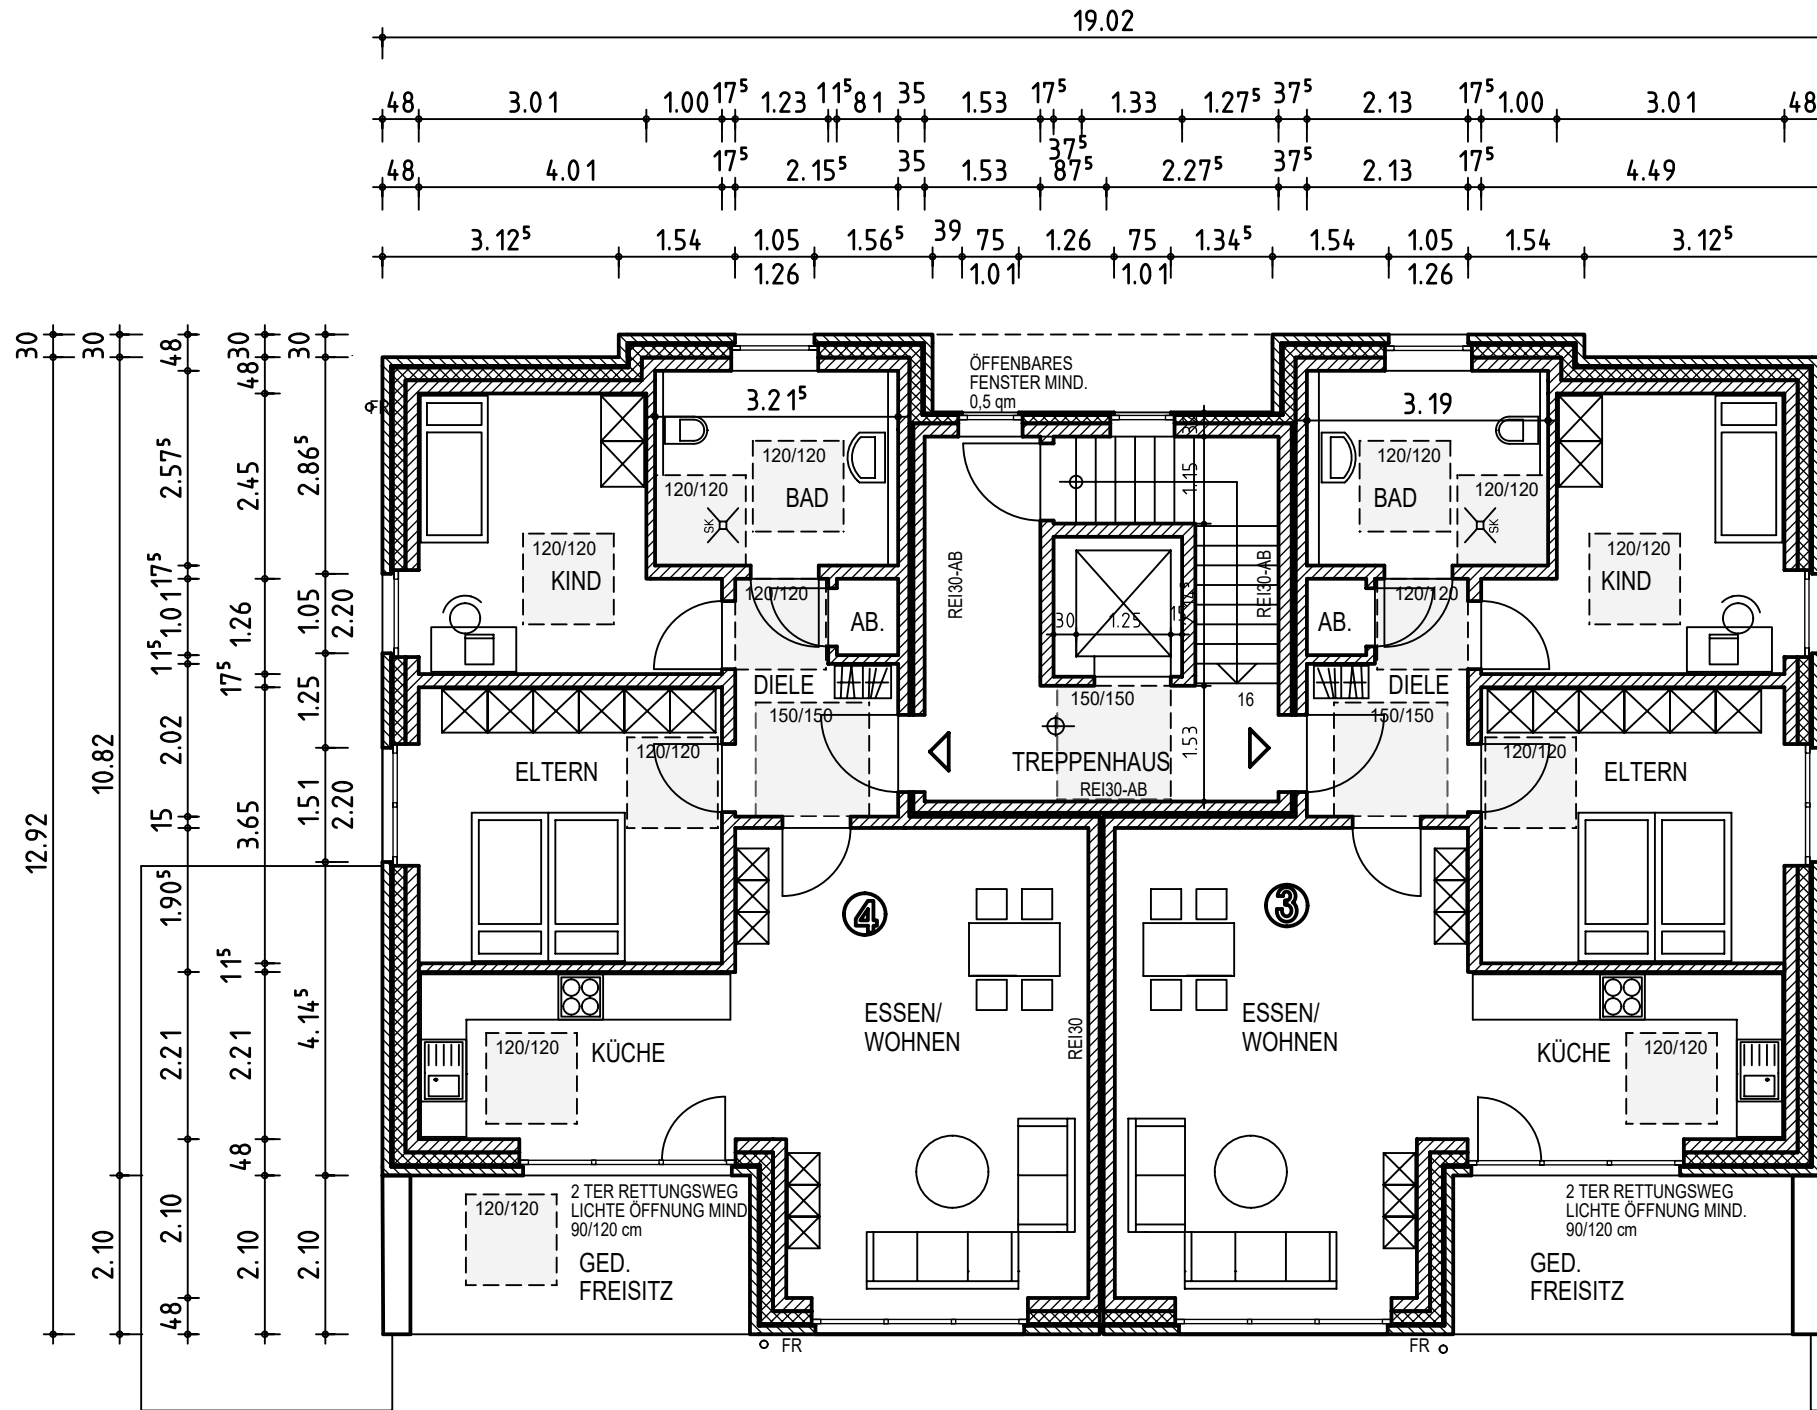 19.02
48 3.01 1.00 17⁵ 1.23 11⁵ 81 35 1.53 17⁵ 1.33 1.27⁵ 37⁵ 2.13 17⁵ 1.00 3.01 48
37⁵
48 4.01 17⁵ 2.15⁵ 35 1.53 87⁵ 2.27⁵ 37⁵ 2.13 17⁵ 4.49
3.12⁵ 1.54 1.05 1.56⁵ 39 75 1.26 75 1.34⁵ 1.54 1.05 1.54 3.12⁵
1.26 1.01 1.01 1.26
30 12.92
30 10.82 2.10
48 2.57⁵ 17⁵ 1.01 11⁵ 2.02 15 1.90⁵ 2.21 2.10 48
30 48 2.45 1.26 17⁵ 3.65 11⁵ 2.21 48 2.10
30 2.86⁵ 1.05 1.25 1.51 4.14⁵ 2.10
2.20
2.20
FR
ÖFFENBARES
FENSTER MIND.
0,5 qm
3.21⁵
3.19
120/120
BAD
120/120
SK
120/120
KIND
120/120
AB.
DIELE
150/150
120/120
ELTERN
REI30-AB
1.15
30 1.25
REI30-AB
16
150/150
1.53
TREPPENHAUS
REI30-AB
120/120
BAD
120/120
SK
120/120
KIND
120/120
AB.
DIELE
150/150
120/120
ELTERN
4
3
ESSEN/
WOHNEN
REI30
ESSEN/
WOHNEN
120/120
KÜCHE
KÜCHE
120/120
120/120
2 TER RETTUNGSWEG
LICHTE ÖFFNUNG MIND
90/120 cm
GED.
FREISITZ
2 TER RETTUNGSWEG
LICHTE ÖFFNUNG MIND.
90/120 cm
GED.
FREISITZ
FR
FR